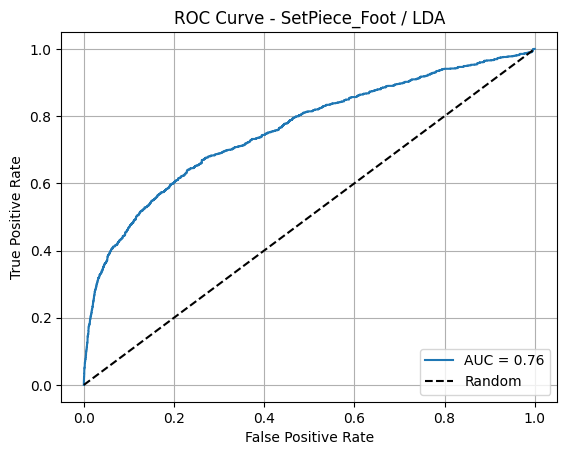 ROC Curve - SetPiece_Foot / LDA
1.0
0.8
0.6
0.4
0.2
0.0
True Positive Rate
AUC = 0.76
Random
0.0 0.2 0.4 0.6 0.8 1.0
False Positive Rate